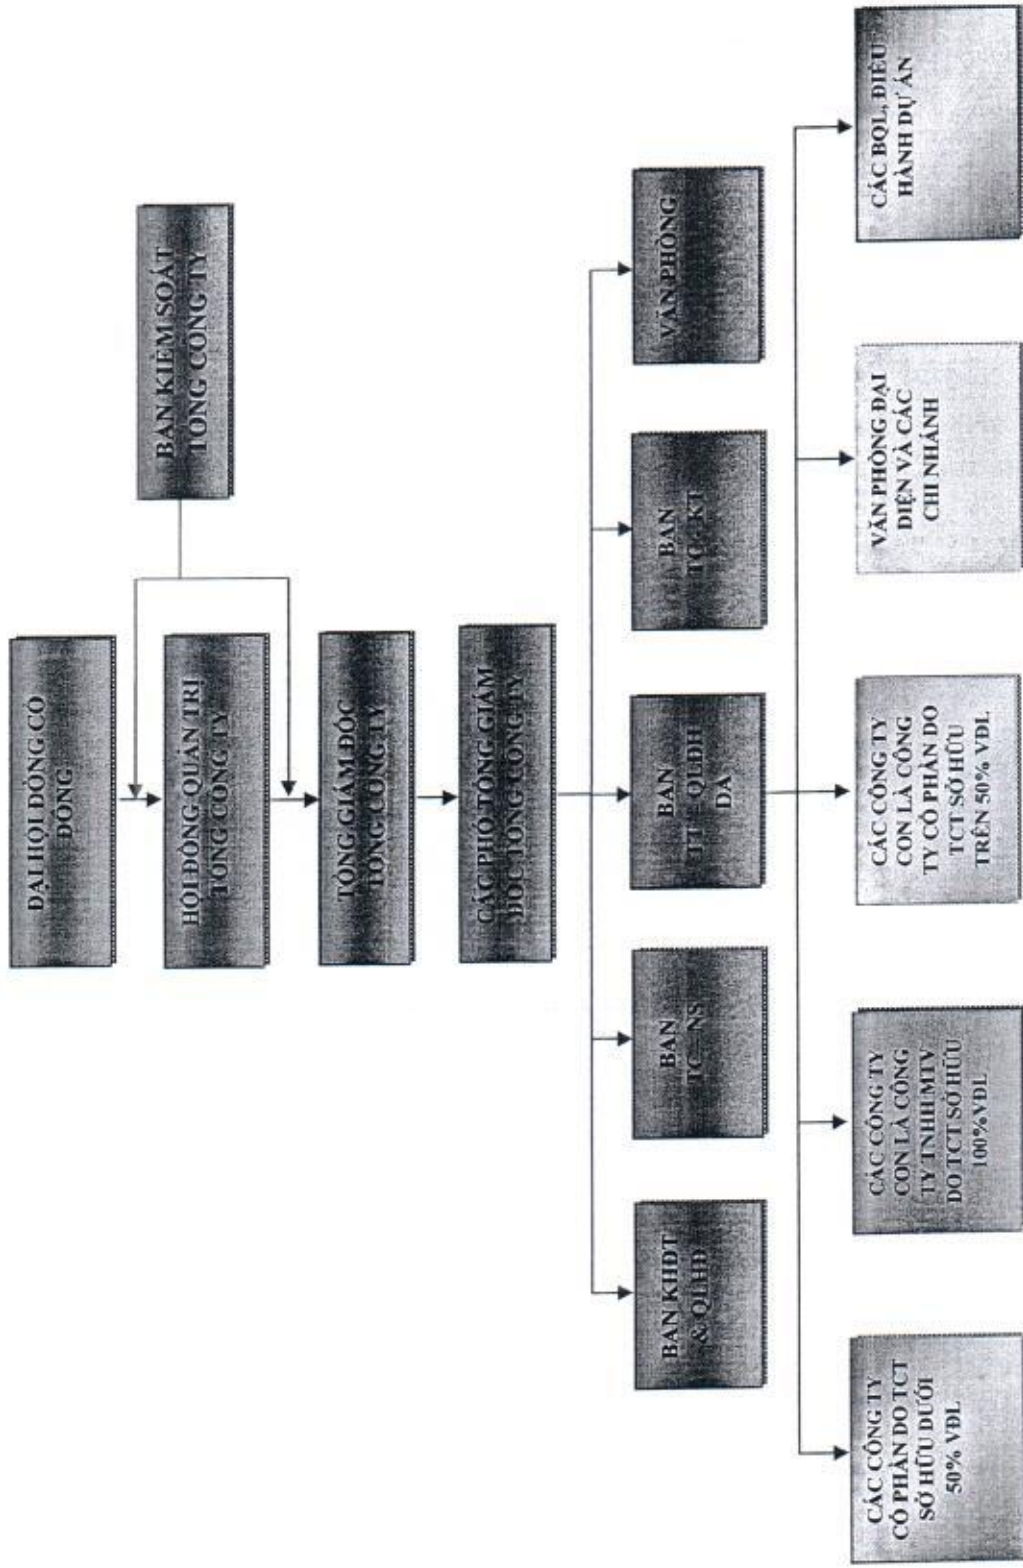 ĐẠI HỘI ĐỒNG CỔ
ĐÔNG
BAN KIỂM SOÁT
TỔNG CÔNG TY
HỘI ĐỒNG QUẢN TRỊ
TỔNG CÔNG TY
TỔNG GIÁM ĐỐC
TỔNG CÔNG TY
CÁC PHÓ TỔNG GIÁM
ĐỐC TỔNG CÔNG TY
BAN KHĐT
& QLHĐ
BAN
TC - NS
BAN
TT - QLĐH
DA
BAN
TC - KT
VĂN PHÒNG
CÁC CÔNG TY
CỔ PHẦN DO TCT
SỞ HỮU DƯỚI
50% VĐL
CÁC CÔNG TY
CON LÀ CÔNG
TY TNHH MTV
DO TCT SỞ HỮU
100% VĐL
CÁC CÔNG TY
CON LÀ CÔNG
TY CỔ PHẦN DO
TCT SỞ HỮU
TRÊN 50% VĐL
VĂN PHÒNG ĐẠI
DIỆN VÀ CÁC
CHI NHÁNH
CÁC BQL, ĐIỀU
HÀNH DỰ ÁN